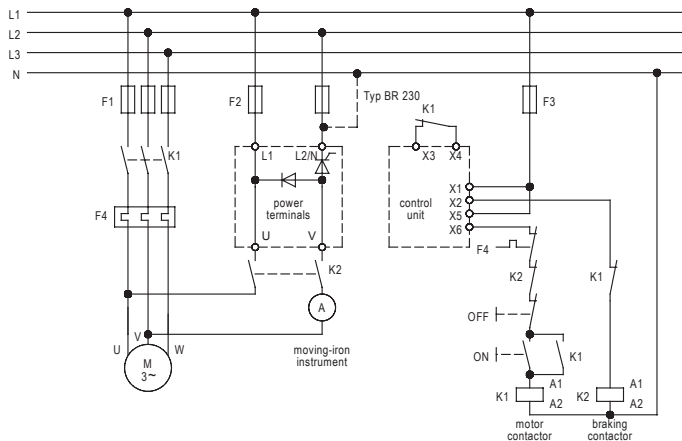 L1
L2
L3
N
F1
F2
Typ BR 230
F3
K1
K1
L1
L2/N
X3
X4
power
terminals
control
unit
X1
X2
X5
X6
F4
U
V
F4
K2
K2
K1
A
OFF
moving-iron
instrument
ON
K1
U
V
W
M
3~
K1
A1
A2
K2
A1
A2
motor
contactor
braking
contactor